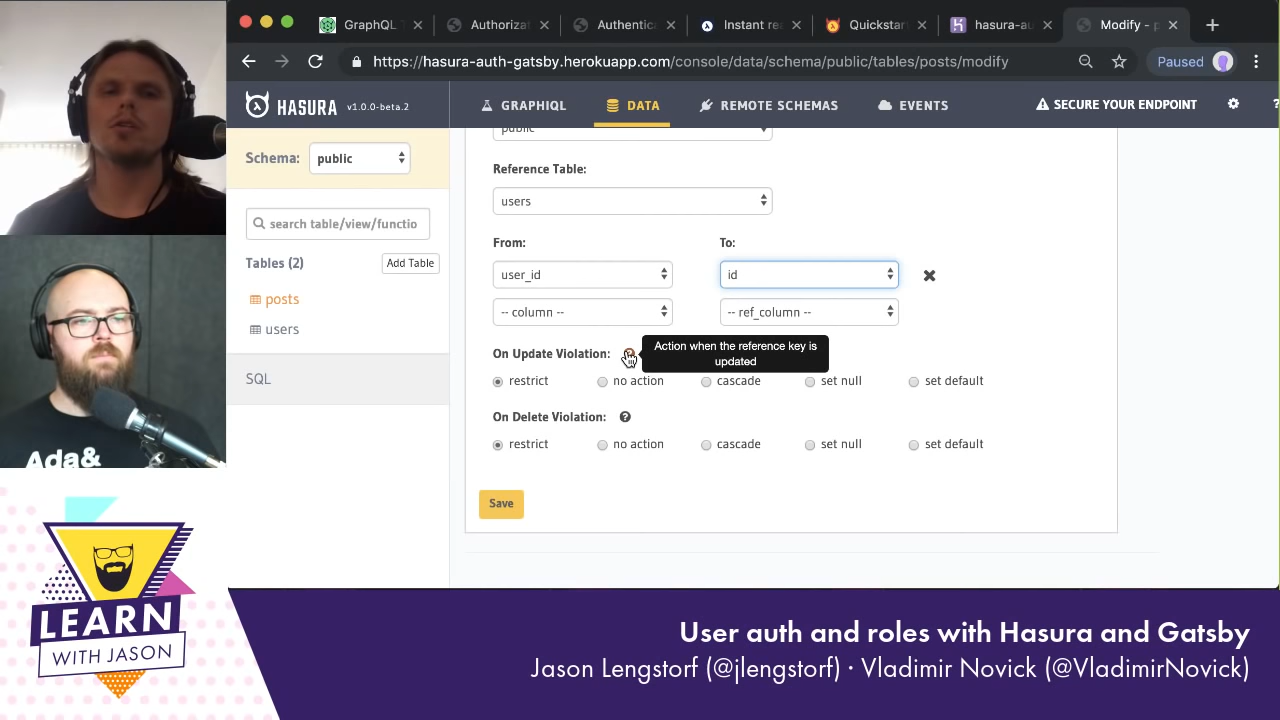 GraphQL
Authoriza
Authentica
Instant re
Quickstar
hasura-au
Modify - p
https://hasura-auth-gatsby.herokuapp.com/console/data/schema/public/tables/posts/modify
Paused
HASURA v1.0.0-beta.2
GRAPHIQL
DATA
REMOTE SCHEMAS
EVENTS
SECURE YOUR ENDPOINT
?
Schema: public
search table/view/functio
Tables (2) Add Table
posts
users
SQL
public
Reference Table:
users
From: To:
user_id id
-- column -- -- ref_column --
On Update Violation:
Action when the reference key is
updated
restrict no action cascade set null set default
On Delete Violation: ?
restrict no action cascade set null set default
Save
Ada&
LEARN
WITH JASON
User auth and roles with Hasura and Gatsby
Jason Lengstorf (@jlengstorf) · Vladimir Novick (@VladimirNovick)